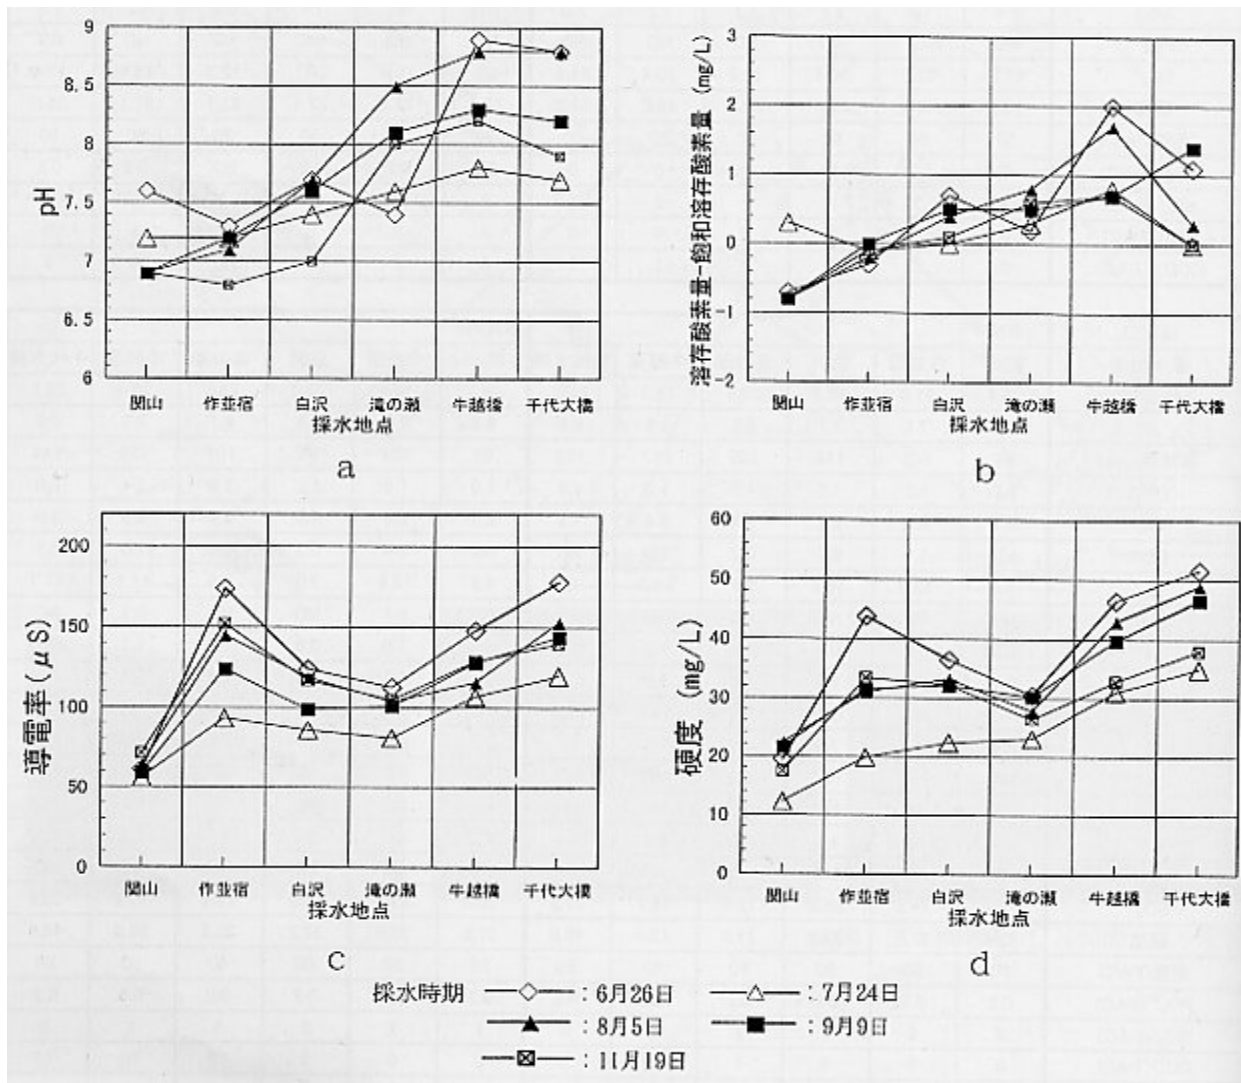 9
8.5
8
7.5
7
6.5
6
pH
関山 作並宿 白沢 滝の瀬 牛越橋 千代大橋
採水地点
a
3
2
1
0
-1
-2
溶存酸素量-飽和溶存酸素量 (mg/L)
関山 作並宿 白沢 滝の瀬 牛越橋 千代大橋
採水地点
b
200
150
100
50
0
導電率(μS)
関山 作並宿 白沢 滝の瀬 牛越橋 千代大橋
採水地点
c
60
50
40
30
20
10
0
硬度 (mg/L)
関山 作並宿 白沢 滝の瀬 牛越橋 千代大橋
採水地点
d
採水時期 :6月26日 :7月24日
:8月5日 :9月9日
:11月19日